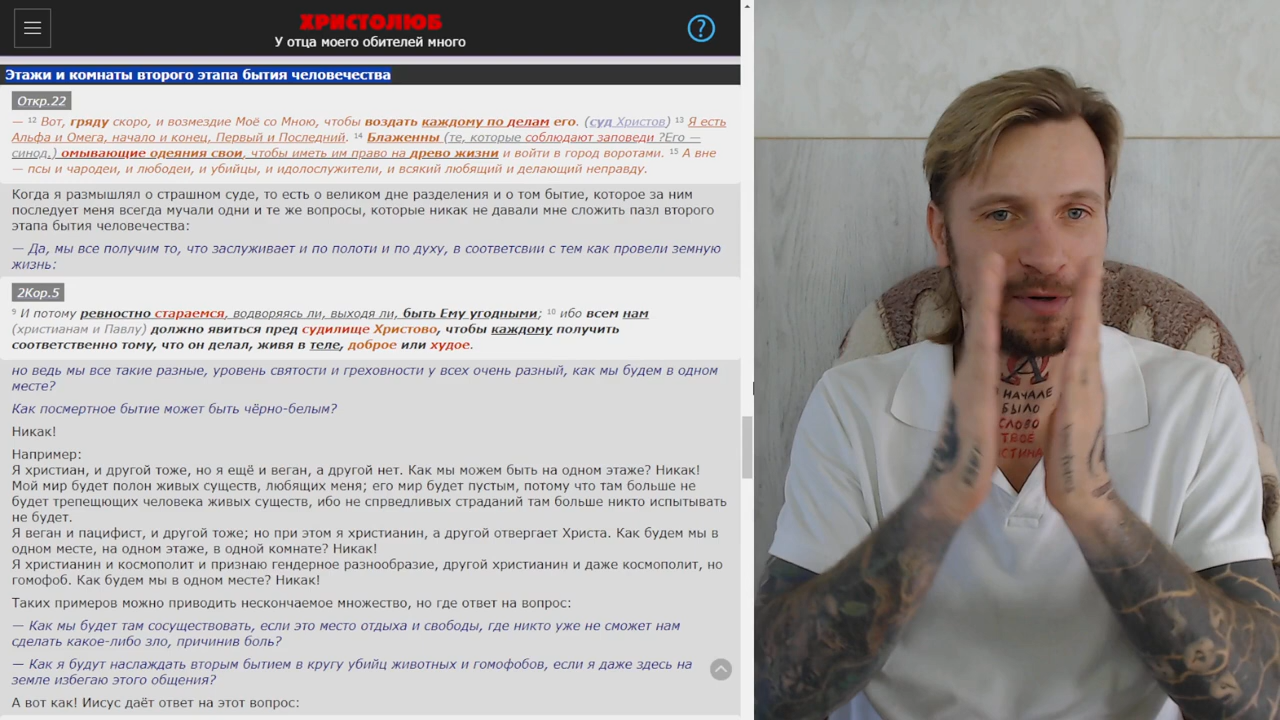 ХРИСТОЛЮБ
У отца моего обителей много
?
Этажи и комнаты второго этапа бытия человечества
Откр.22
— 12 Вот, гряду скоро, и возмездие Моё со Мною, чтобы воздать каждому по делам его. (суд Христов) 13 Я есть
Альфа и Омега, начало и конец, Первый и Последний. 14 Блаженны (те, которые соблюдают заповеди ?Его —
синод.) омывающие одеяния свои, чтобы иметь им право на древо жизни и войти в город воротами. 15 А вне
— псы и чародеи, и любодеи, и убийцы, и идолослужители, и всякий любящий и делающий неправду.
Когда я размышлял о страшном суде, то есть о великом дне разделения и о том бытие, которое за ним
последует меня всегда мучали одни и те же вопросы, которые никак не давали мне сложить пазл второго
этапа бытия человечества:
— Да, мы все получим то, что заслуживает и по полоти и по духу, в соответсвии с тем как провели земную
жизнь:
2Кор.5
9 И потому ревностно стараемся, водворяясь ли, выходя ли, быть Ему угодными; 10 ибо всем нам
(христианам и Павлу) должно явиться пред судилище Христово, чтобы каждому получить
соответственно тому, что он делал, живя в теле, доброе или худое.
но ведь мы все такие разные, уровень святости и греховности у всех очень разный, как мы будем в одном
месте?
Как посмертное бытие может быть чёрно-белым?
Никак!
Например:
Я христиан, и другой тоже, но я ещё и веган, а другой нет. Как мы можем быть на одном этаже? Никак!
Мой мир будет полон живых существ, любящих меня; его мир будет пустым, потому что там больше не
будет трепещющих человека живых существ, ибо не спрведливых страданий там больше никто испытывать
не будет.
Я веган и пацифист, и другой тоже; но при этом я христианин, а другой отвергает Христа. Как будем мы в
одном месте, на одном этаже, в одной комнате? Никак!
Я христианин и космополит и признаю гендерное разнообразие, другой христианин и даже космополит, но
гомофоб. Как будем мы в одном месте? Никак!
Таких примеров можно приводить нескончаемое множество, но где ответ на вопрос:
— Как мы будет там сосуществовать, если это место отдыха и свободы, где никто уже не сможет нам
сделать какое-либо зло, причинив боль?
— Как я будут наслаждать вторым бытием в кругу убийц животных и гомофобов, если я даже здесь на
земле избегаю этого общения?
А вот как! Иисус даёт ответ на этот вопрос:
НАЧАЛЕ
БЫЛО
СЛОВО
ТВОЕ
ИСТИНА